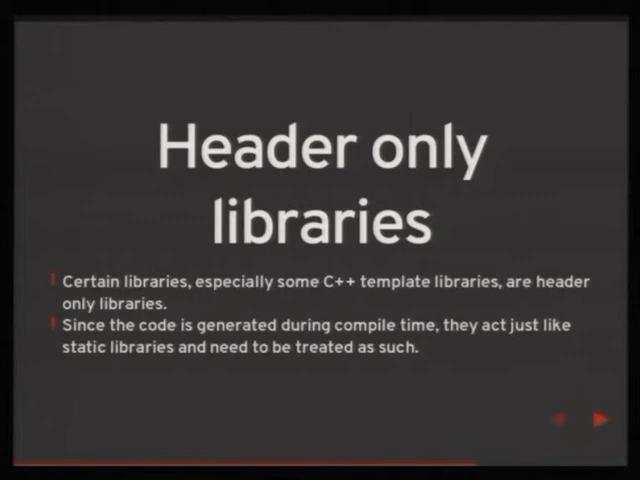 Header only
libraries
Certain libraries, especially some C++ template libraries, are header
only libraries.
Since the code is generated during compile time, they act just like
static libraries and need to be treated as such.